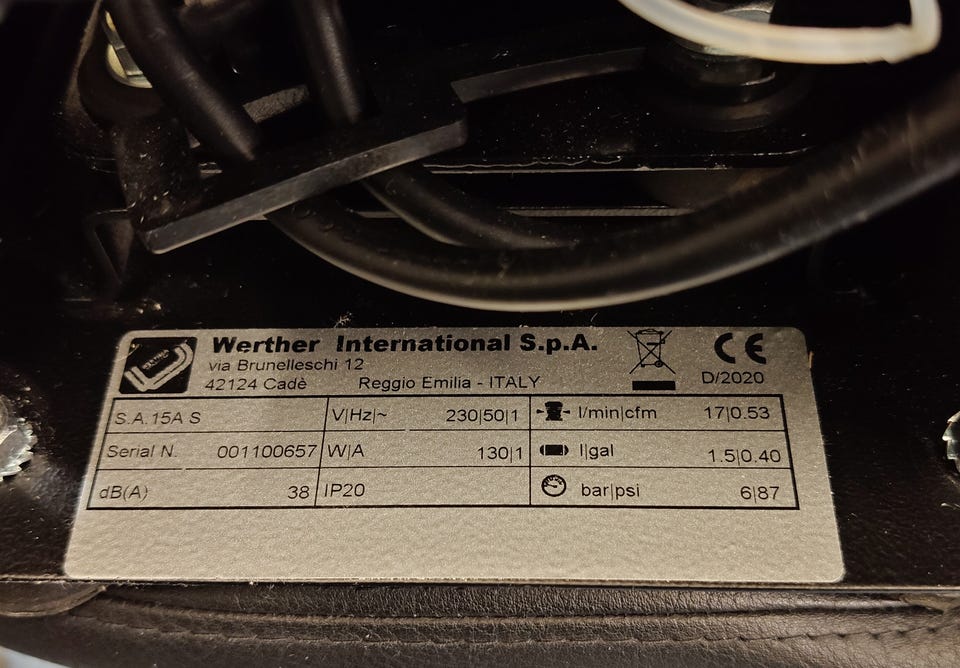 Werther International S.p.A.
via Brunelleschi 12
42124 Cadè Reggio Emilia - ITALY
CE
D/2020
S.A.15A S V|Hz|~ 230|50|1 l/min|cfm 17|0.53
Serial N. 001100657 W|A 130|1 l|gal 1.5|0.40
dB(A) 38 IP20 bar|psi 6|87